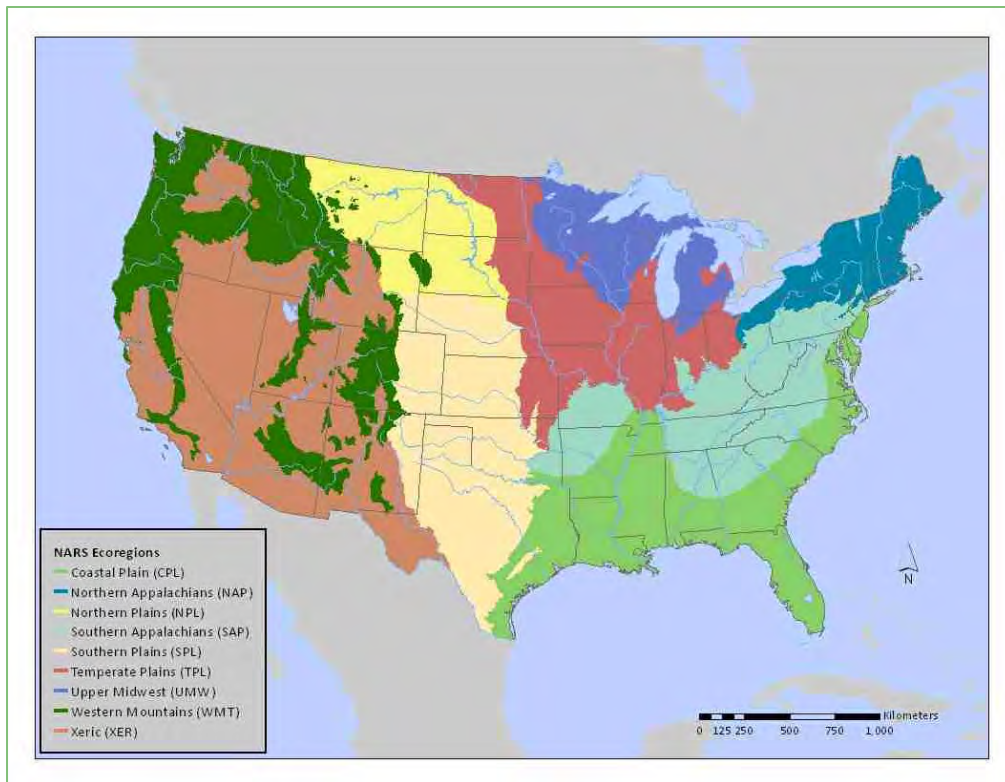 NARS Ecoregions
Coastal Plain (CPL)
Northern Appalachians (NAP)
Northern Plains (NPL)
Southern Appalachians (SAP)
Southern Plains (SPL)
Temperate Plains (TPL)
Upper Midwest (UMW)
Western Mountains (WMT)
Xeric (XER)
N
Kilometers
0 125 250 500 750 1,000